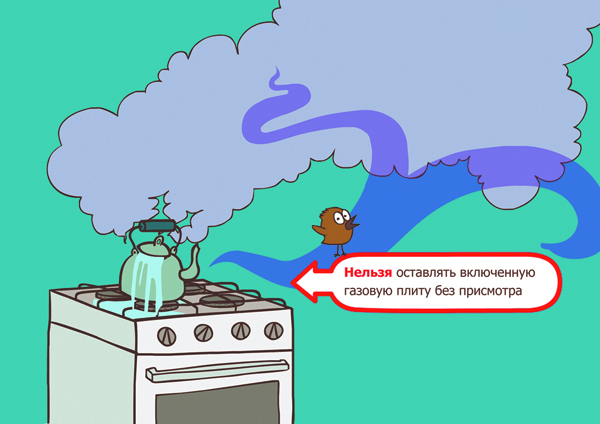 Нельзя оставлять включенную
газовую плиту без присмотра